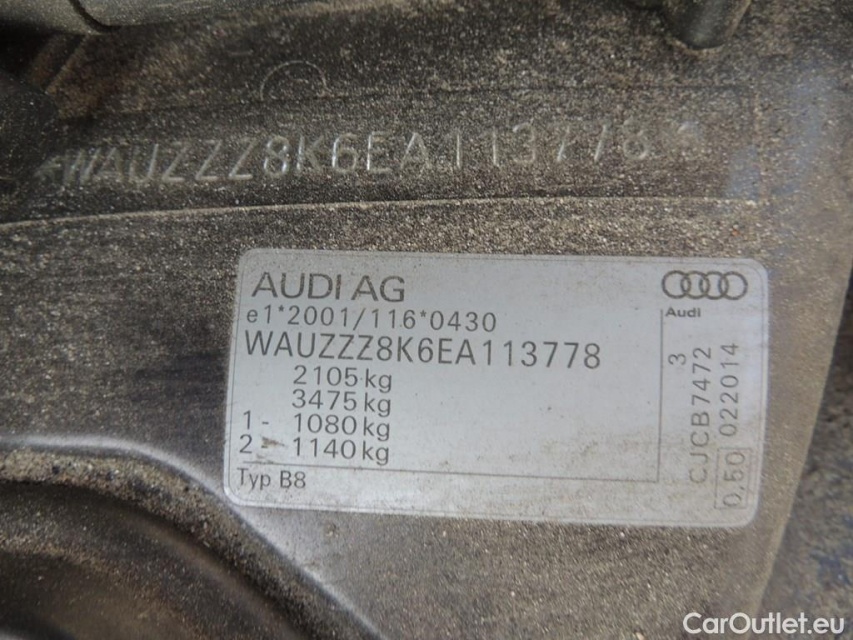 *WAUZZZ8K6EA113778*
AUDI AG
Audi
e1*2001/116*0430
WAUZZZ8K6EA113778
2105 kg
3475 kg
1- 1080 kg
2- 1140 kg
Typ B8
3
CJCB7472
0,50 022014
CarOutlet.eu